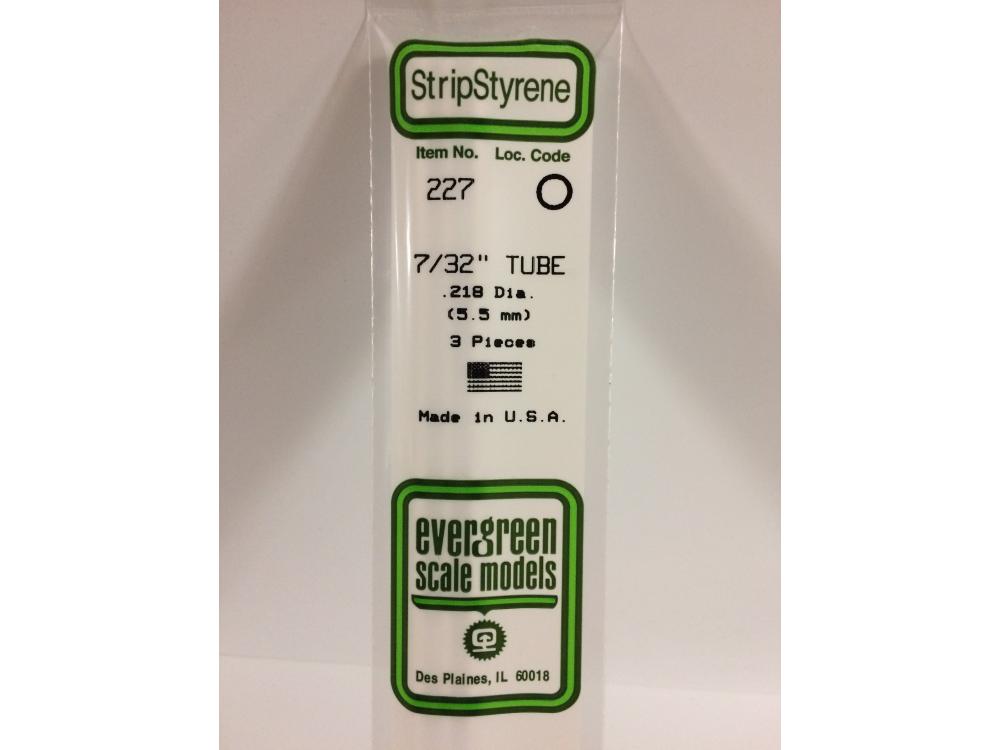 StripStyrene
Item No. Loc. Code
227
7/32" TUBE
.218 Dia.
(5.5 mm)
3 Pieces
Made in U.S.A.
evergreen
scale models
Des Plaines, IL 60018